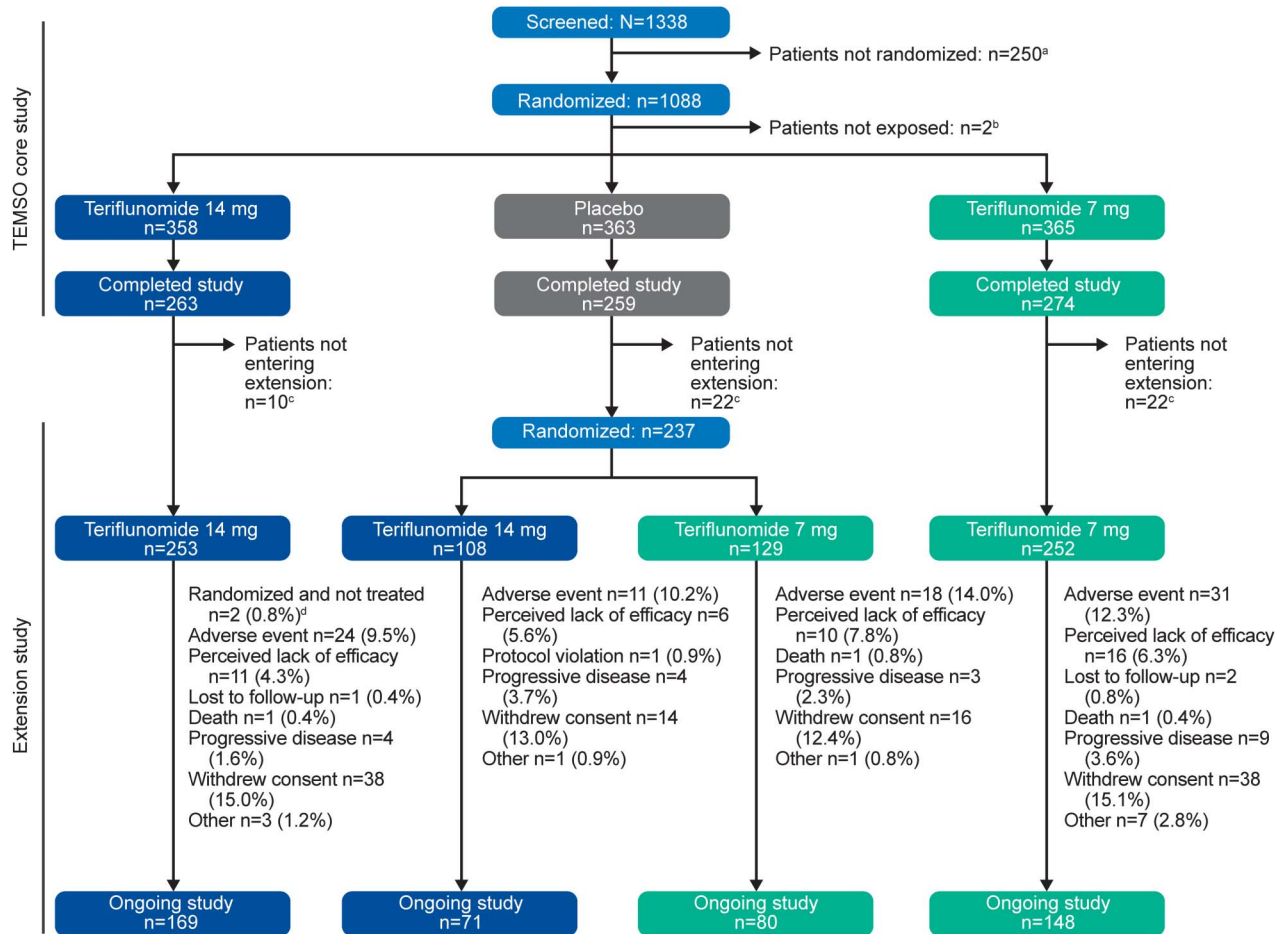 TEMSO core study
Screened: N=1338
Patients not randomized: n=250ᵃ
Randomized: n=1088
Patients not exposed: n=2ᵇ
Teriflunomide 14 mg
n=358
Placebo
n=363
Teriflunomide 7 mg
n=365
Completed study
n=263
Completed study
n=259
Completed study
n=274
Patients not
entering
extension:
n=10ᶜ
Patients not
entering
extension:
n=22ᶜ
Patients not
entering
extension:
n=22ᶜ
Extension study
Randomized: n=237
Teriflunomide 14 mg
n=253
Teriflunomide 14 mg
n=108
Teriflunomide 7 mg
n=129
Teriflunomide 7 mg
n=252
Randomized and not treated
n=2 (0.8%)ᵈ
Adverse event n=24 (9.5%)
Perceived lack of efficacy
n=11 (4.3%)
Lost to follow-up n=1 (0.4%)
Death n=1 (0.4%)
Progressive disease n=4
(1.6%)
Withdrew consent n=38
(15.0%)
Other n=3 (1.2%)
Adverse event n=11 (10.2%)
Perceived lack of efficacy n=6
(5.6%)
Protocol violation n=1 (0.9%)
Progressive disease n=4
(3.7%)
Withdrew consent n=14
(13.0%)
Other n=1 (0.9%)
Adverse event n=18 (14.0%)
Perceived lack of efficacy
n=10 (7.8%)
Death n=1 (0.8%)
Progressive disease n=3
(2.3%)
Withdrew consent n=16
(12.4%)
Other n=1 (0.8%)
Adverse event n=31
(12.3%)
Perceived lack of efficacy
n=16 (6.3%)
Lost to follow-up n=2
(0.8%)
Death n=1 (0.4%)
Progressive disease n=9
(3.6%)
Withdrew consent n=38
(15.1%)
Other n=7 (2.8%)
Ongoing study
n=169
Ongoing study
n=71
Ongoing study
n=80
Ongoing study
n=148